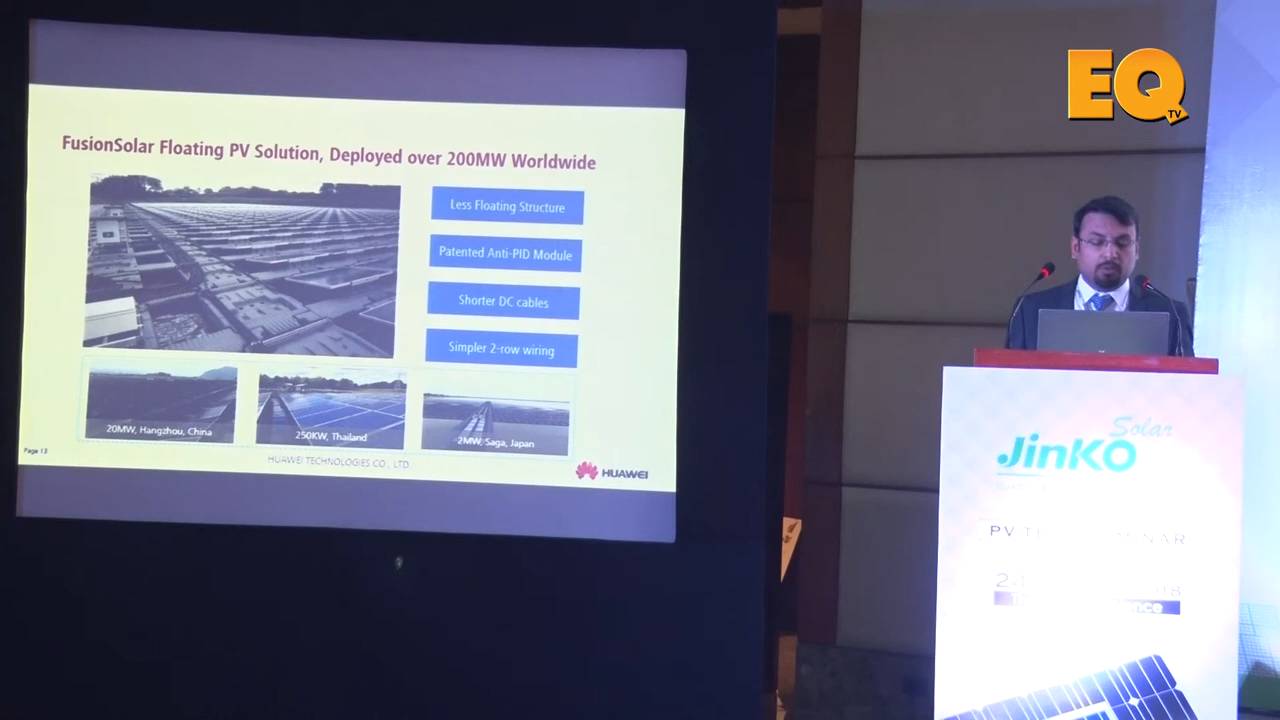 EQ
TV
FusionSolar Floating PV Solution, Deployed over 200MW Worldwide
Less Floating Structure
Patented Anti-PID Module
Shorter DC cables
Simpler 2-row wiring
20MW, Hangzhou, China
250KW, Thailand
2MW, Saga, Japan
Page 13
HUAWEI TECHNOLOGIES CO., LTD.
HUAWEI
Solar
JinKO
PV